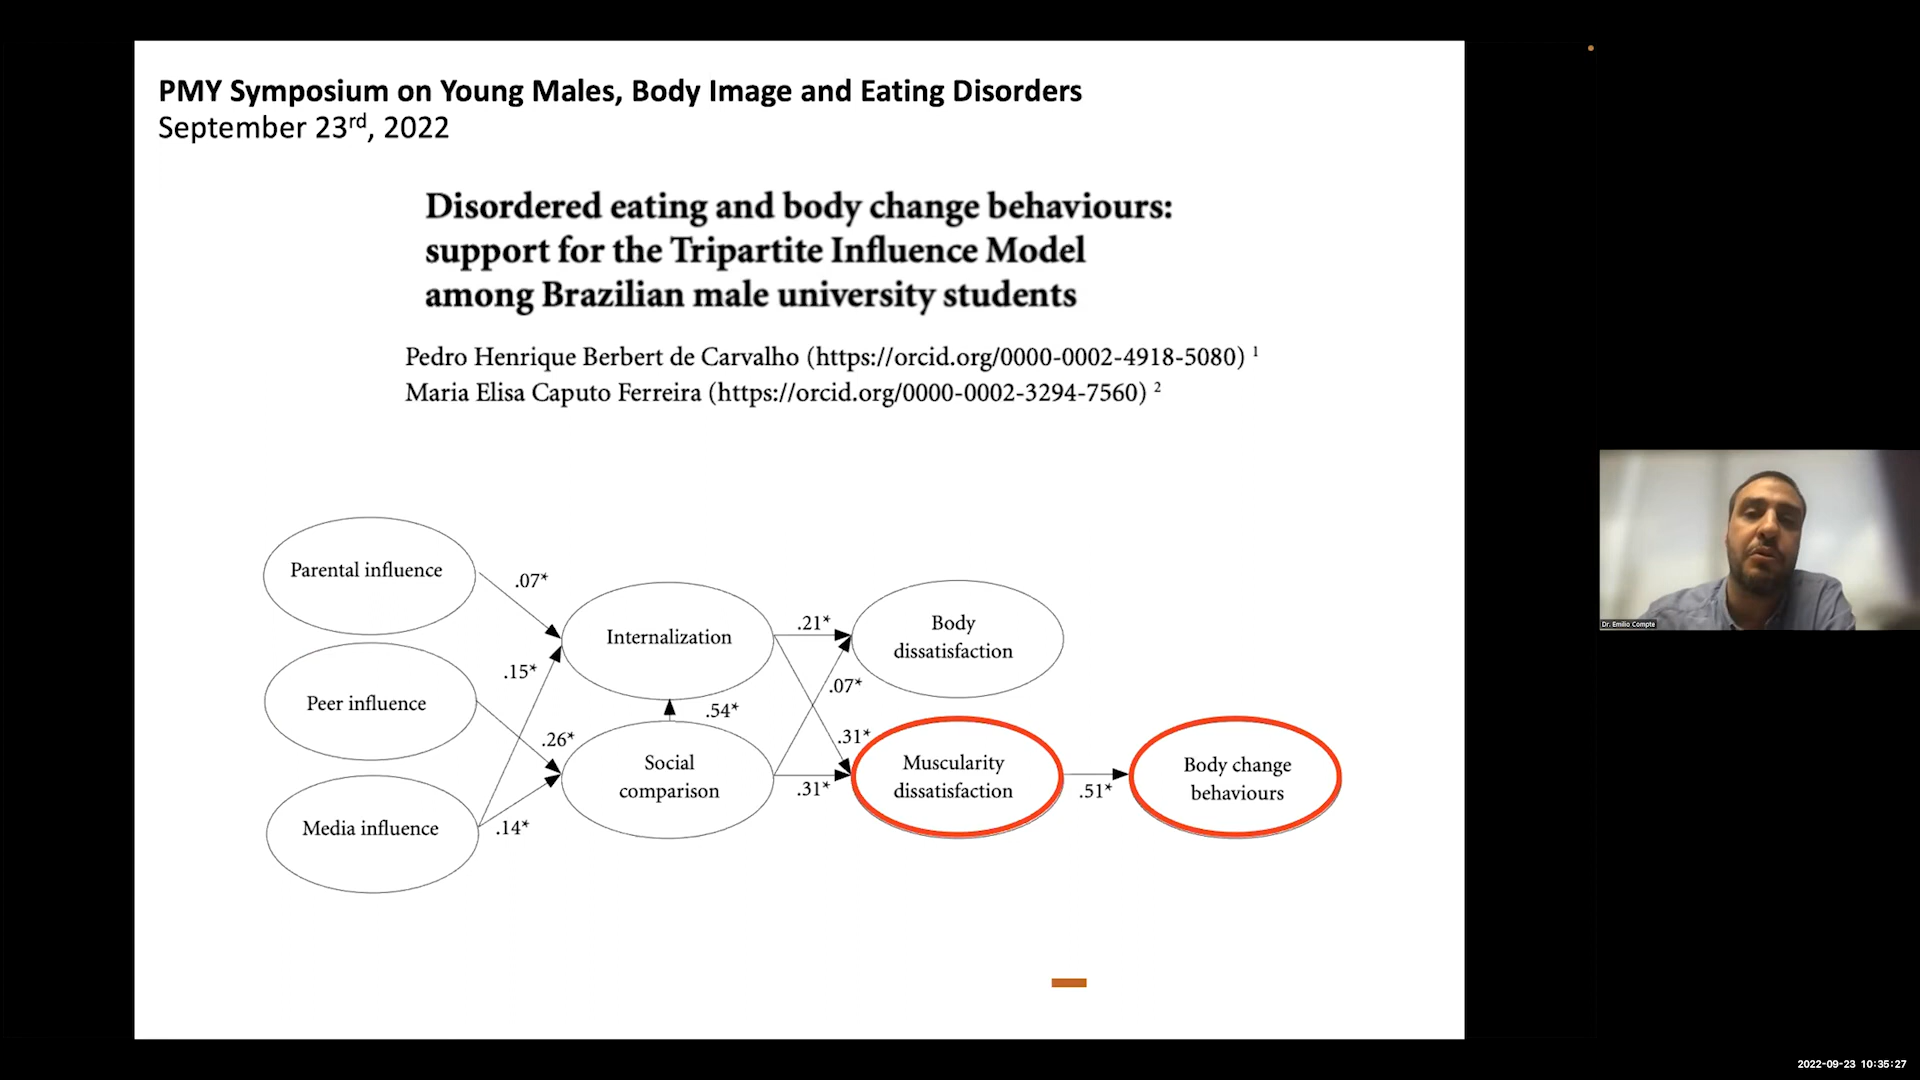 PMY Symposium on Young Males, Body Image and Eating Disorders
September 23rd, 2022
Disordered eating and body change behaviours:
support for the Tripartite Influence Model
among Brazilian male university students
Pedro Henrique Berbert de Carvalho (https://orcid.org/0000-0002-4918-5080) 1
Maria Elisa Caputo Ferreira (https://orcid.org/0000-0002-3294-7560) 2
Parental influence
.07*
Internalization
.21*
Body
dissatisfaction
.15*
Peer influence
.07*
.54*
.26*
.31*
Social
comparison
Muscularity
dissatisfaction
Body change
behaviours
.31*
.51*
Media influence
.14*
Dr. Emilio Compte
2022-09-23 10:35:27